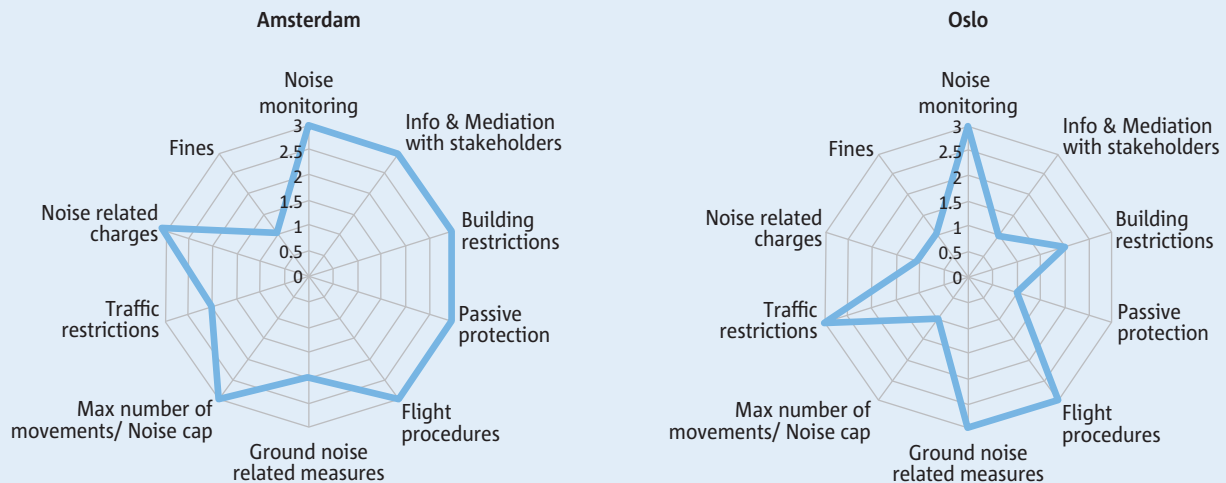 Amsterdam
Noise
monitoring
Info & Mediation
with stakeholders
Building
restrictions
Passive
protection
Flight
procedures
Ground noise
related measures
Max number of
movements/ Noise cap
Traffic
restrictions
Noise related
charges
Fines
3
2.5
2
1.5
1
0.5
0
Oslo
Noise
monitoring
Info & Mediation
with stakeholders
Building
restrictions
Passive
protection
Flight
procedures
Ground noise
related measures
Max number of
movements/ Noise cap
Traffic
restrictions
Noise related
charges
Fines
3
2.5
2
1.5
1
0.5
0